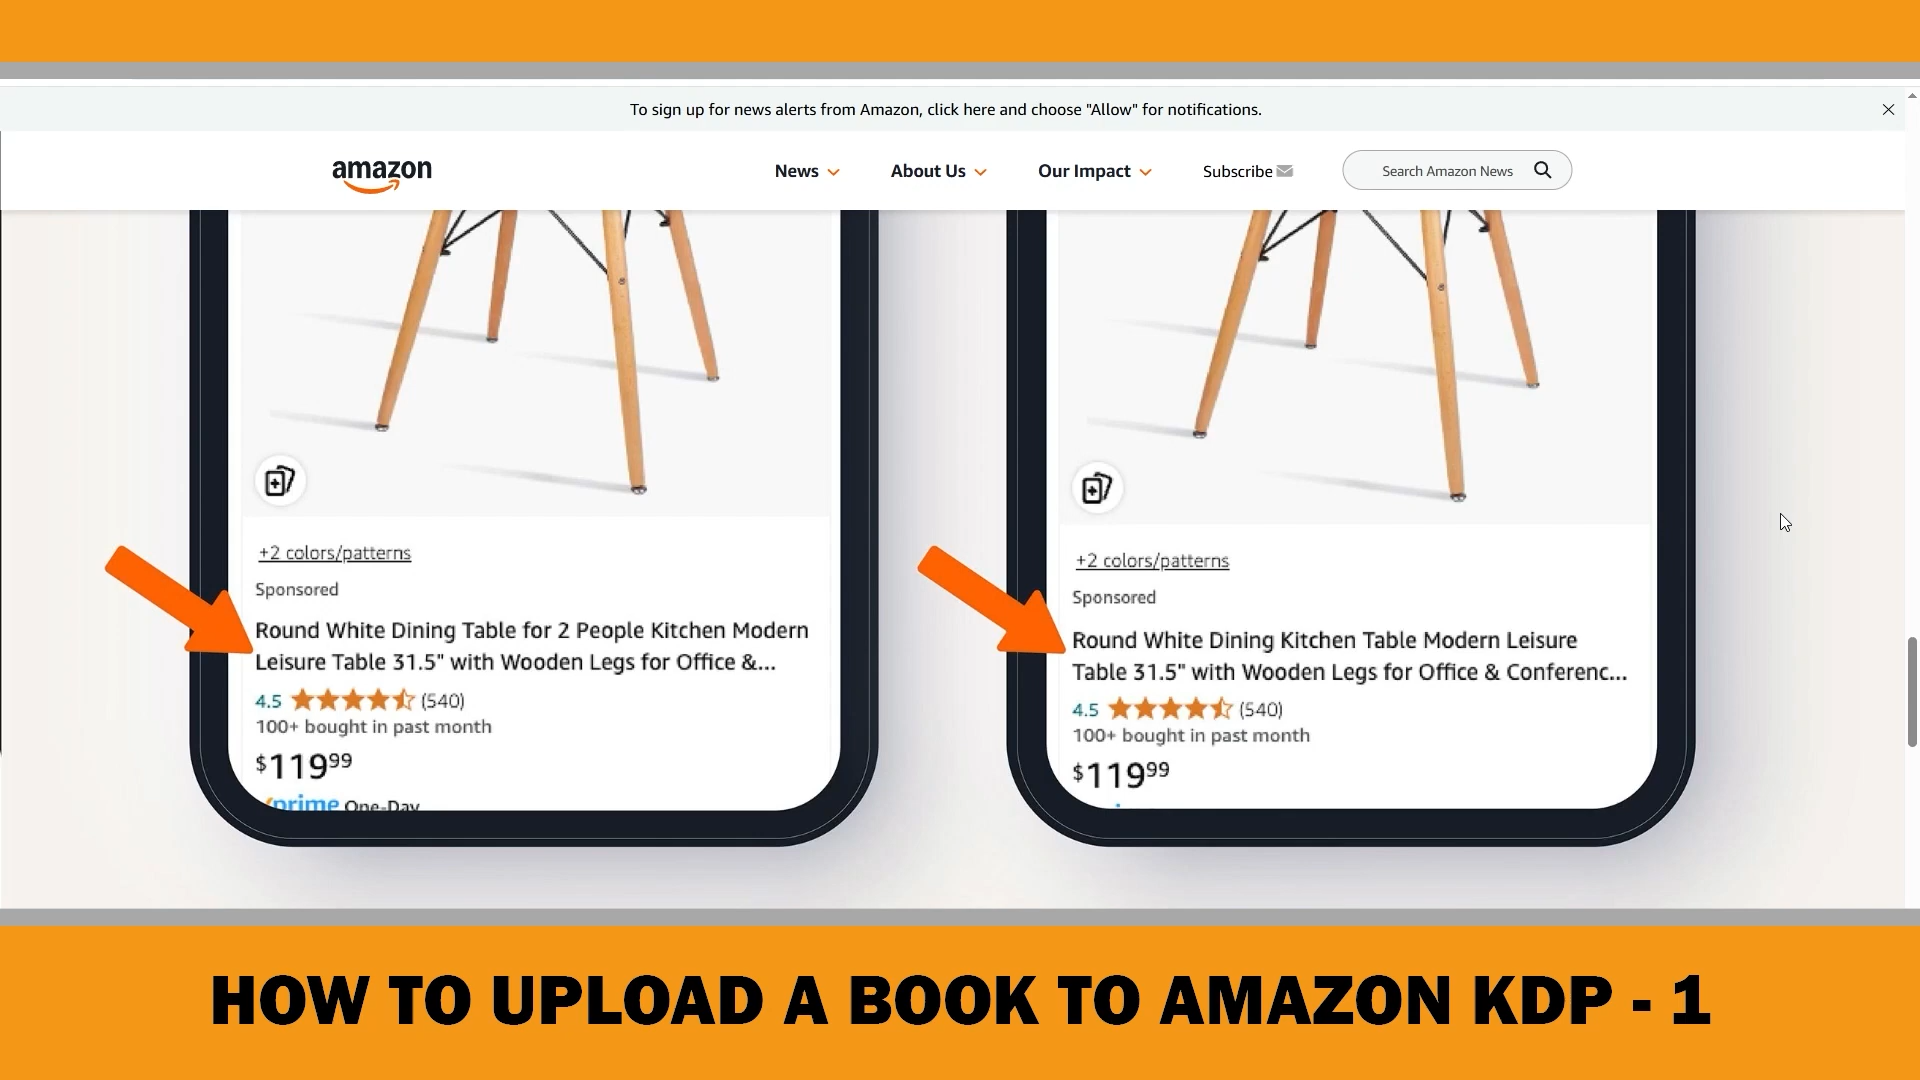 To sign up for news alerts from Amazon, click here and choose "Allow" for notifications.
amazon
News
About Us
Our Impact
Subscribe
Search Amazon News
+2 colors/patterns
Sponsored
Round White Dining Table for 2 People Kitchen Modern
Leisure Table 31.5" with Wooden Legs for Office &...
4.5 (540)
100+ bought in past month
$119.99
prime One-Day
+2 colors/patterns
Sponsored
Round White Dining Kitchen Table Modern Leisure
Table 31.5" with Wooden Legs for Office & Conferenc...
4.5 (540)
100+ bought in past month
$119.99
HOW TO UPLOAD A BOOK TO AMAZON KDP - 1